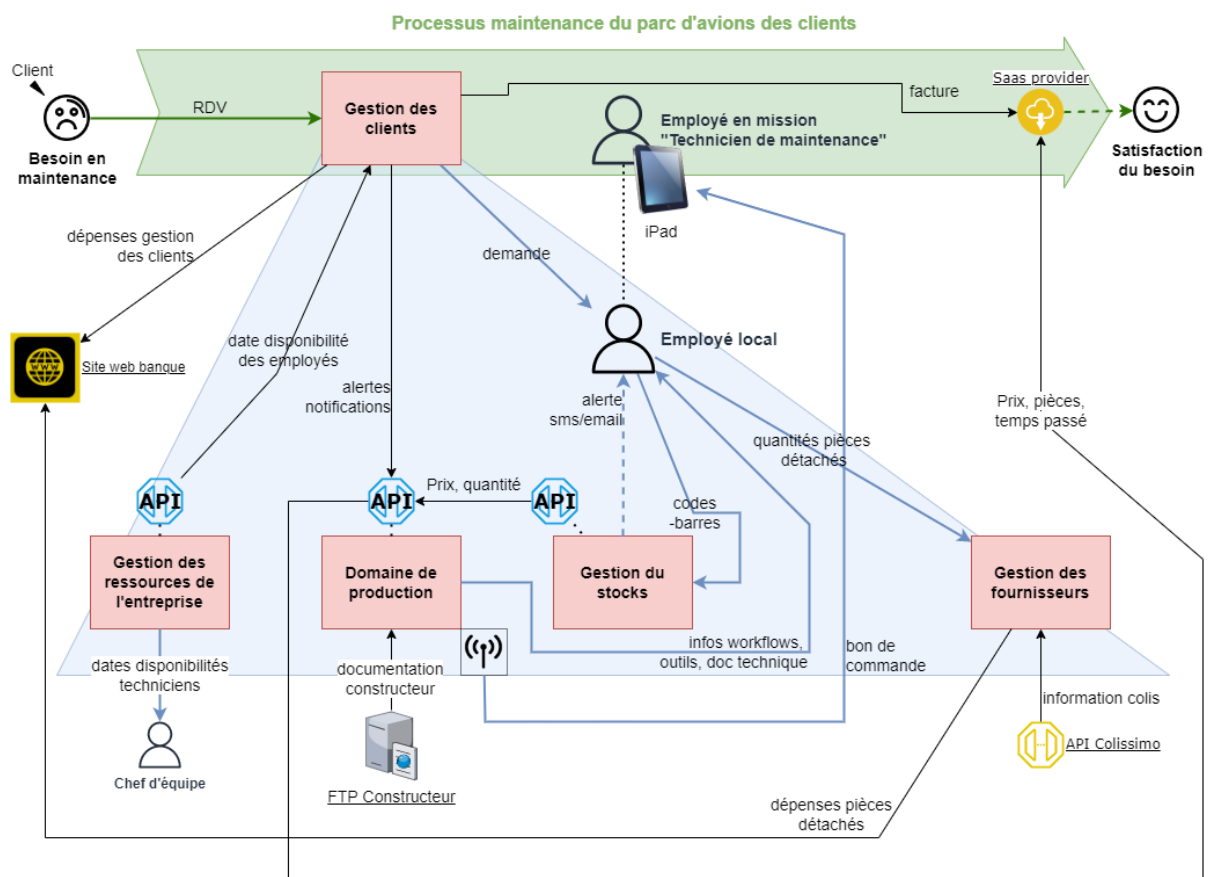 Processus maintenance du parc d'avions des clients
Client
RDV
Besoin en
maintenance
Gestion des
clients
Employé en mission
"Technicien de maintenance"
iPad
facture
Saas provider
Satisfaction
du besoin
dépenses gestion
des clients
demande
Site web banque
date disponibilité
des employés
alertes
notifications
Employé local
alerte
sms/email
Prix, pièces,
temps passé
quantités pièces
détachés
API
API
Prix, quantité
API
codes
-barres
Gestion des
ressources de
l'entreprise
Domaine de
production
Gestion du
stocks
Gestion des
fournisseurs
infos workflows,
outils, doc technique
bon de
commande
dates disponibilités
techniciens
documentation
constructeur
information colis
Chef d'équipe
FTP Constructeur
API Colissimo
dépenses pièces
détachés
WWW